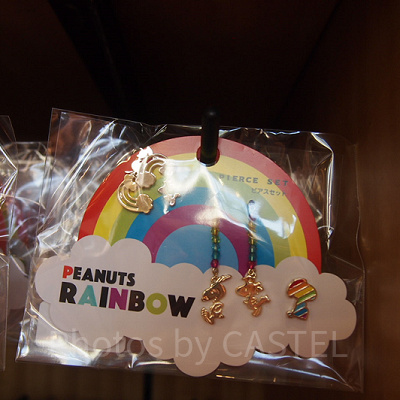 PIERCE SET
ピアスセット
PEANUTS
RAINBOW
photos by CASTEL